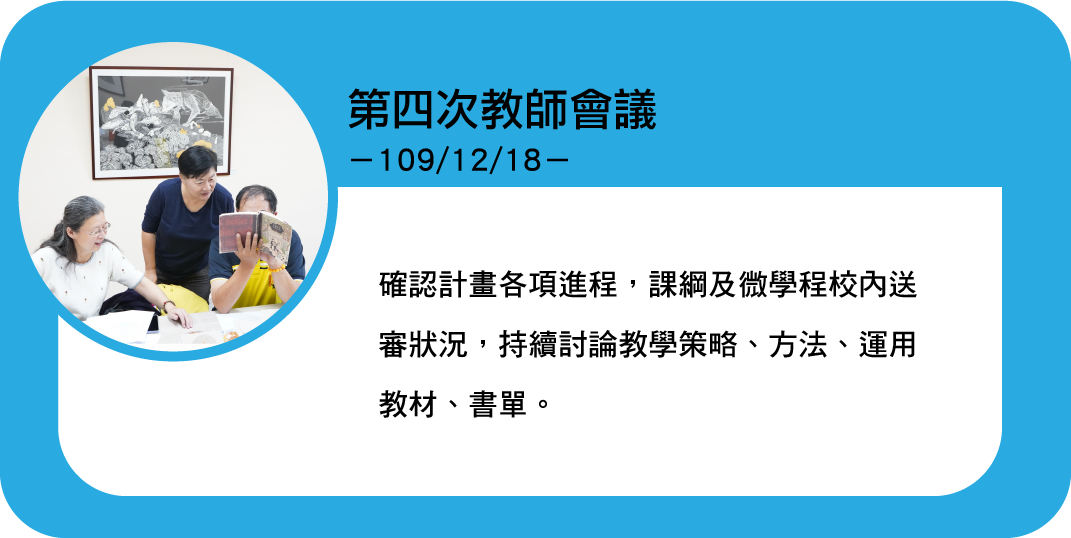 第四次教師會議
－109/12/18－
確認計畫各項進程，課綱及微學程校內送
審狀況，持續討論教學策略、方法、運用
教材、書單。